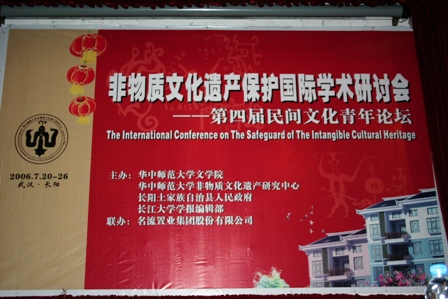 非物质文化遗产保护国际学术研讨会
——第四届民间文化青年论坛
The International Conference on The Safeguard of The Intangible Cultural Heritage
2006.7.20-26
武汉·长阳
主办：华中师范大学文学院
华中师范大学非物质文化遗产研究中心
长阳土家族自治县人民政府
长江大学学报编辑部
联办：名流置业集团股份有限公司